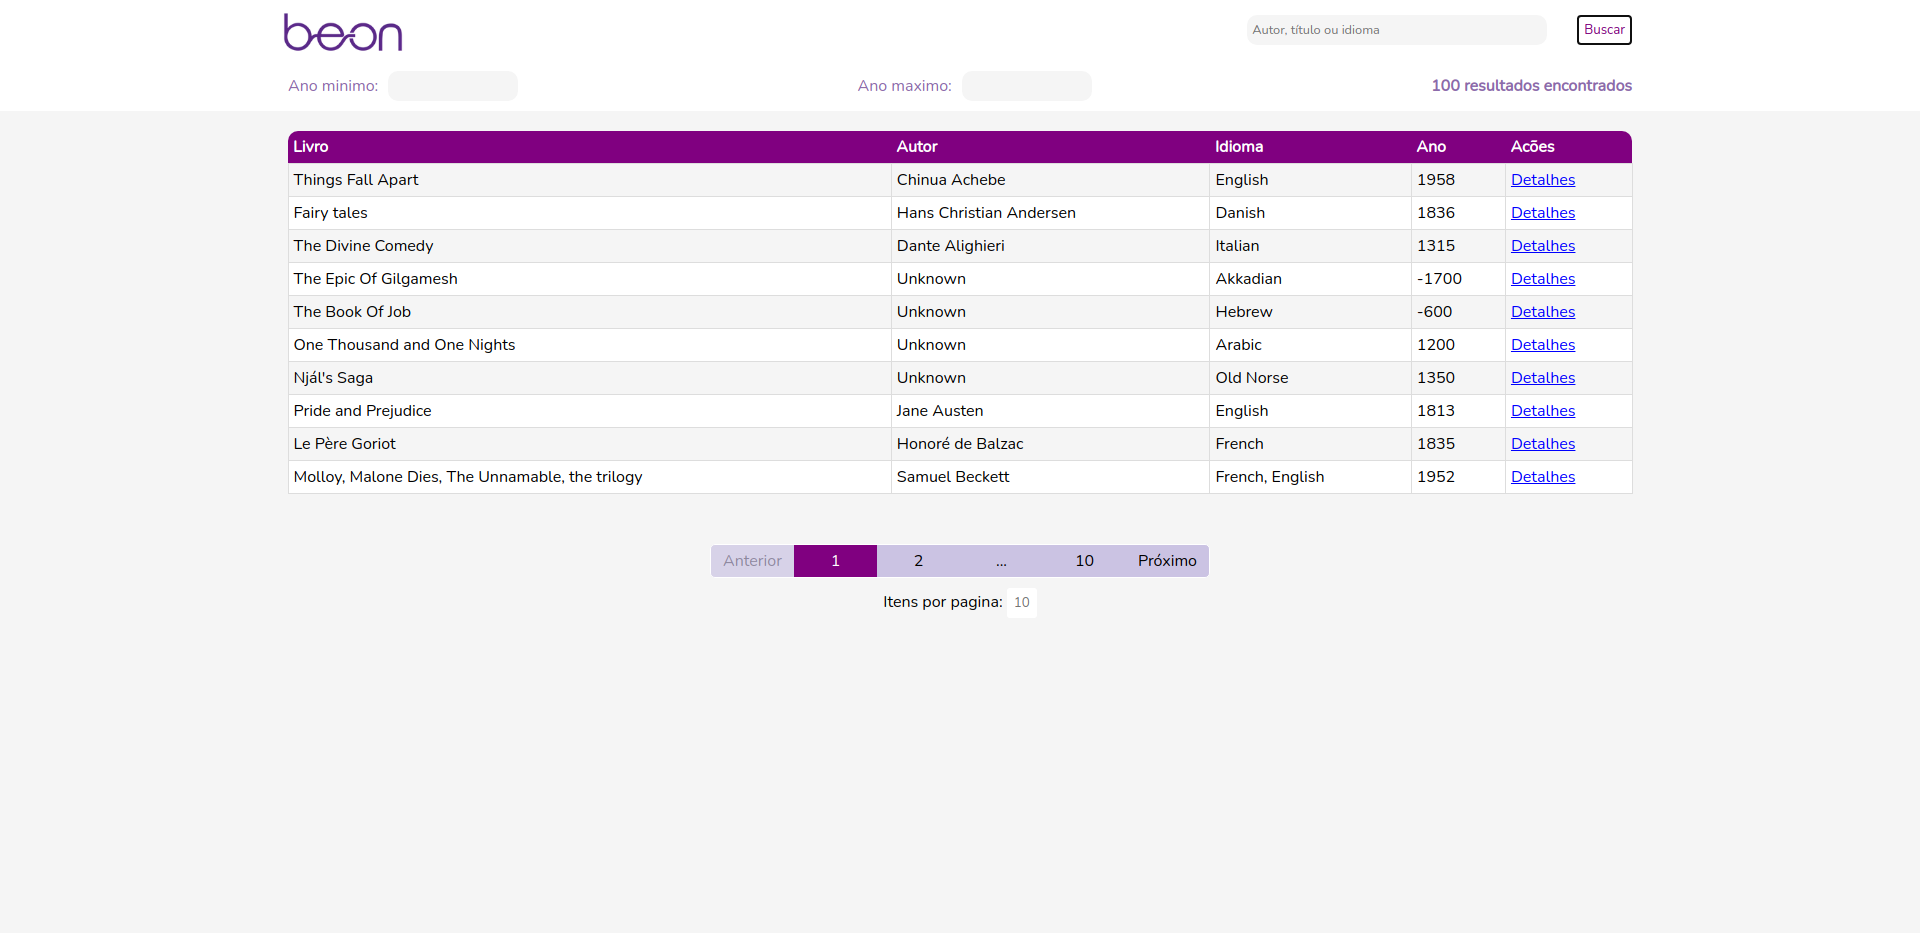 beon
Autor, título ou idioma Buscar
Ano minimo: Ano maximo: 100 resultados encontrados
Livro Autor Idioma Ano Acões
Things Fall Apart Chinua Achebe English 1958 Detalhes
Fairy tales Hans Christian Andersen Danish 1836 Detalhes
The Divine Comedy Dante Alighieri Italian 1315 Detalhes
The Epic Of Gilgamesh Unknown Akkadian -1700 Detalhes
The Book Of Job Unknown Hebrew -600 Detalhes
One Thousand and One Nights Unknown Arabic 1200 Detalhes
Njál's Saga Unknown Old Norse 1350 Detalhes
Pride and Prejudice Jane Austen English 1813 Detalhes
Le Père Goriot Honoré de Balzac French 1835 Detalhes
Molloy, Malone Dies, The Unnamable, the trilogy Samuel Beckett French, English 1952 Detalhes
Anterior 1 2 ... 10 Próximo
Itens por pagina: 10